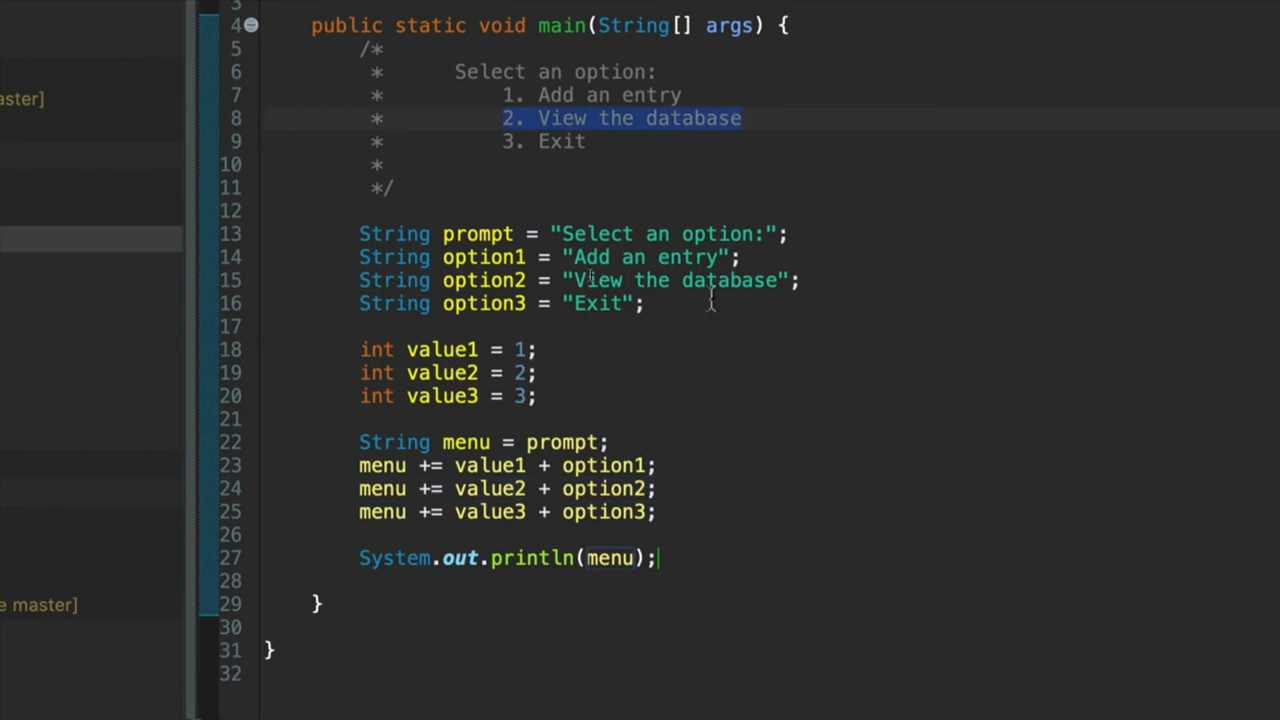 3
4 public static void main(String[] args) {
5 /*
6 * Select an option:
aster]
7 * 1. Add an entry
8 * 2. View the database
9 * 3. Exit
10 *
11 */
12
13 String prompt = "Select an option:";
14 String option1 = "Add an entry";
15 String option2 = "View the database";
16 String option3 = "Exit";
17
18 int value1 = 1;
19 int value2 = 2;
20 int value3 = 3;
21
22 String menu = prompt;
23 menu += value1 + option1;
24 menu += value2 + option2;
25 menu += value3 + option3;
26
27 System.out.println(menu);
28
e master]
29 }
30
31 }
32